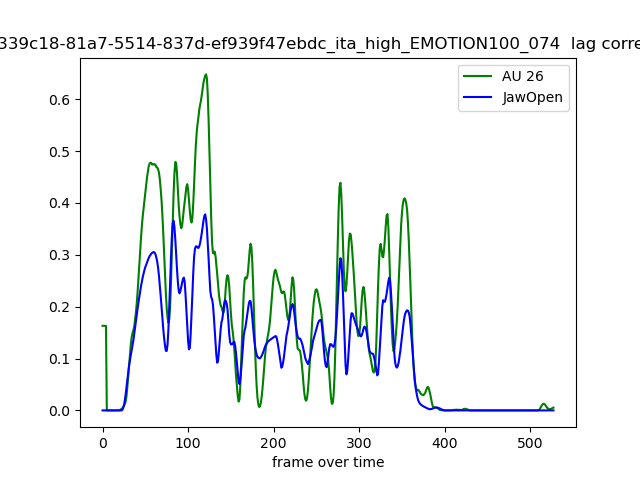 339c18-81a7-5514-837d-ef939f47ebdc_ita_high_EMOTION100_074 lag corre
AU 26
JawOpen
0.6
0.5
0.4
0.3
0.2
0.1
0.0
0 100 200 300 400 500
frame over time